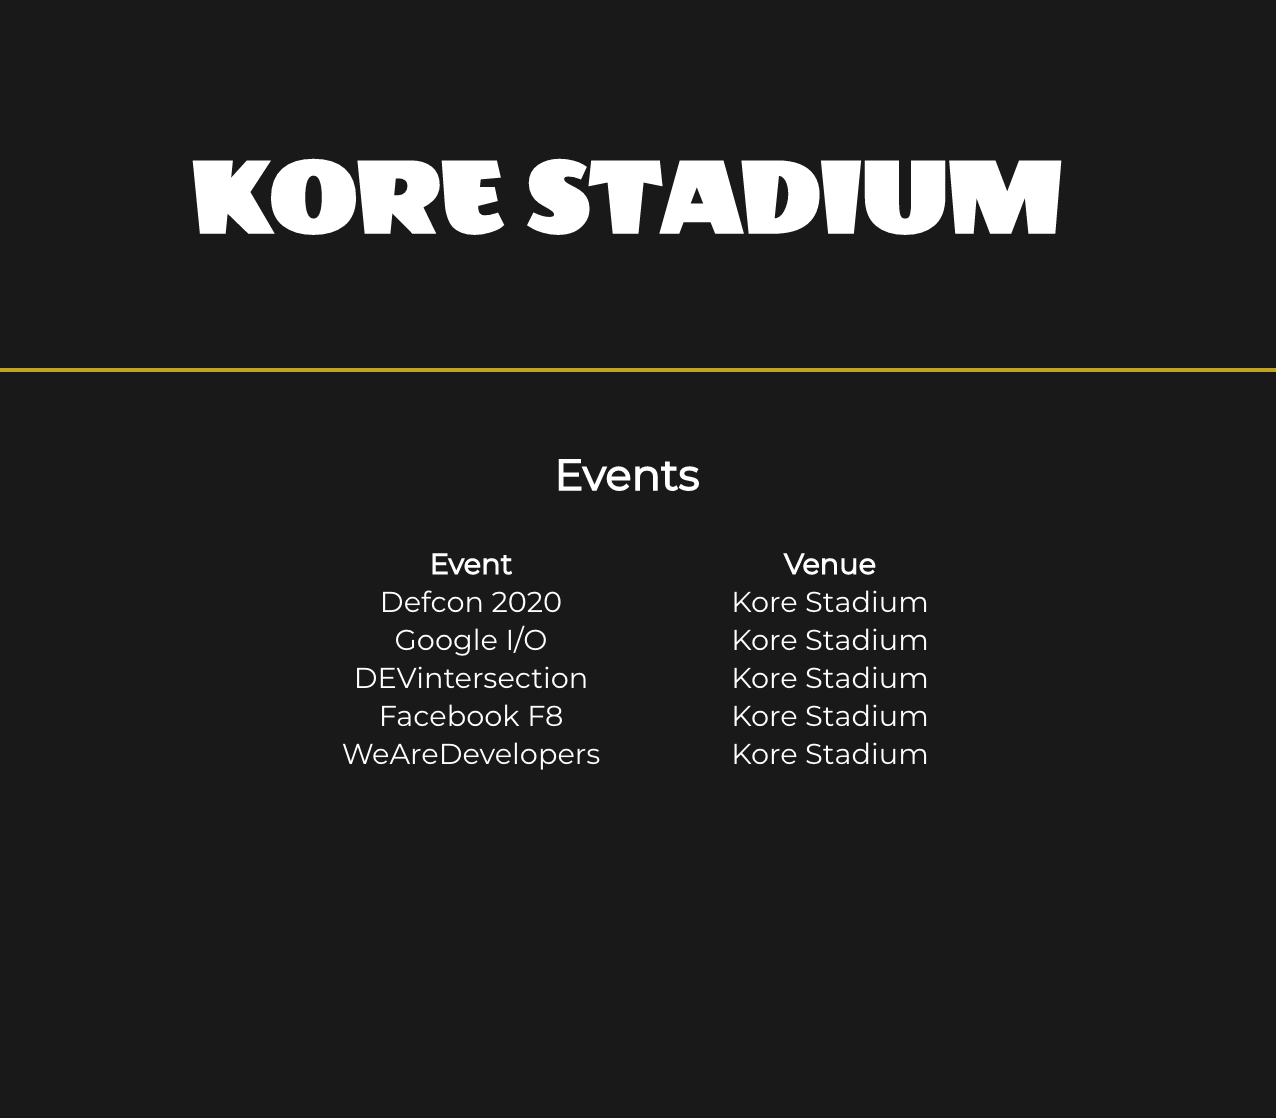 KORE STADIUM
Events
Event Venue
Defcon 2020 Kore Stadium
Google I/O Kore Stadium
DEVintersection Kore Stadium
Facebook F8 Kore Stadium
WeAreDevelopers Kore Stadium